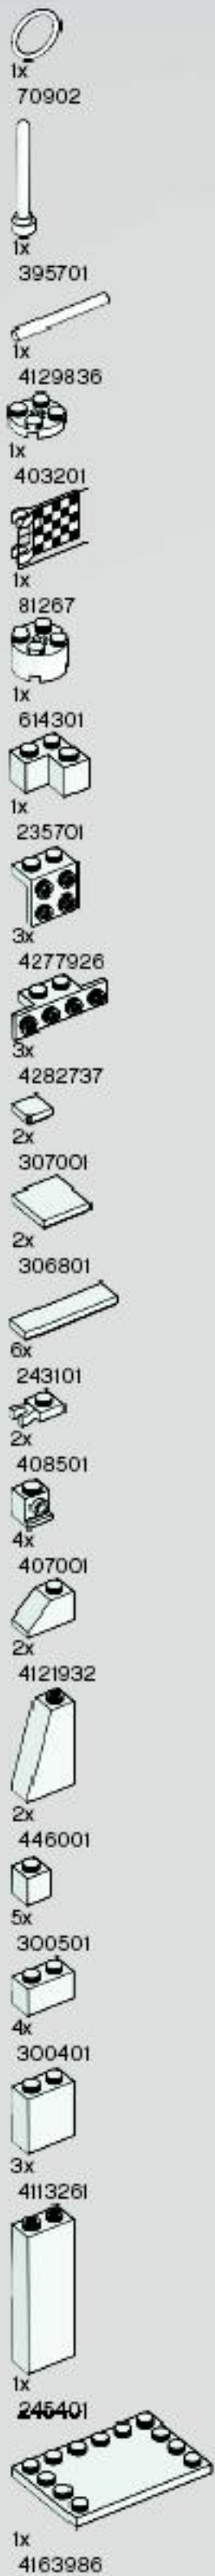 1x
70902
1x
395701
1x
4129836
1x
403201
1x
81267
1x
614301
1x
235701
3x
4277926
3x
4282737
2x
307001
2x
306801
6x
243101
2x
408501
4x
407001
2x
4121932
2x
446001
5x
300501
4x
300401
3x
4113261
1x
245401
1x
4163986